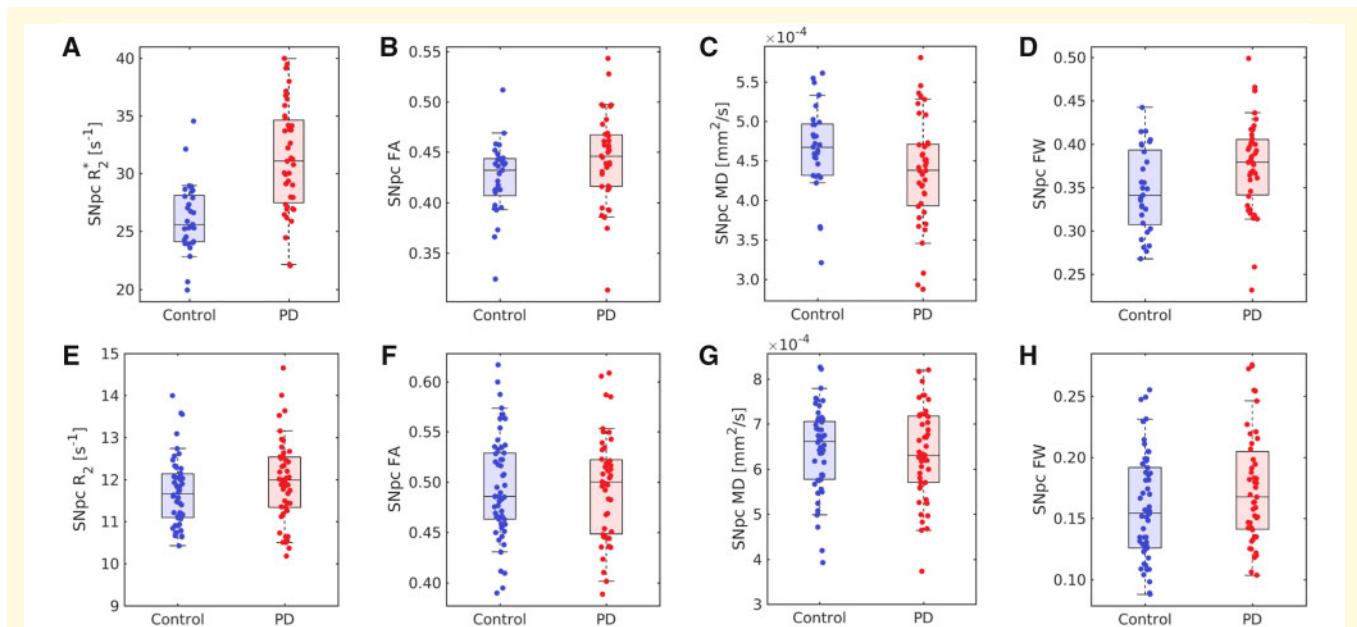 A
SNpc R₂* [s⁻¹]
40
35
30
25
20
Control PD
B
SNpc FA
0.55
0.50
0.45
0.40
0.35
Control PD
C
×10⁻⁴
SNpc MD [mm²/s]
5.5
5.0
4.5
4.0
3.5
3.0
Control PD
D
SNpc FW
0.50
0.45
0.40
0.35
0.30
0.25
Control PD
E
SNpc R₂ [s⁻¹]
15
14
13
12
11
10
9
Control PD
F
SNpc FA
0.60
0.50
0.40
Control PD
G
×10⁻⁴
SNpc MD [mm²/s]
8
7
6
5
4
3
Control PD
H
SNpc FW
0.25
0.20
0.15
0.10
Control PD